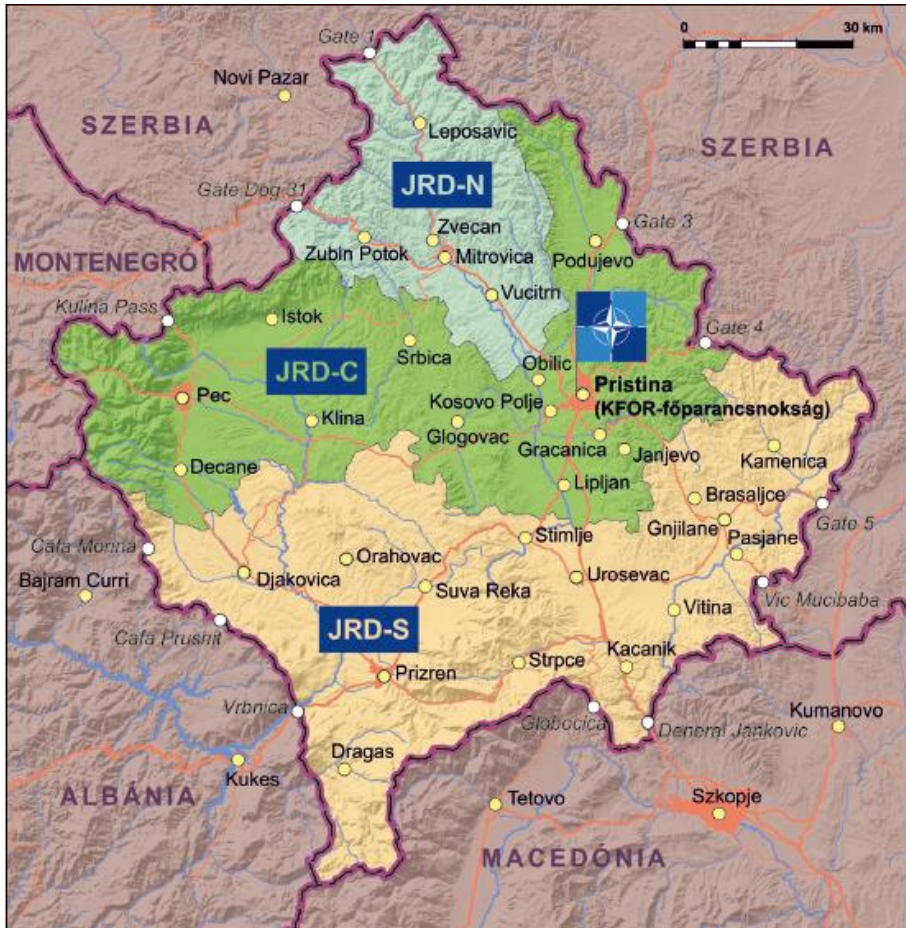 0 30 km
Gate 1
Novi Pazar
SZERBIA
Leposavic
SZERBIA
JRD-N
Gate Dog-31
Gate 3
Zvecan
Zubin Potok
Mitrovica
Podujevo
MONTENEGRÓ
Vucitrn
Kulina Pass
Istok
Gate 4
Srbica
Obilic
JRD-C
Pec
Pristina
(KFOR-főparancsnokság)
Kosovo Polje
Klina
Glogovac
Gracanica
Janjevo
Kamenica
Decane
Lipljan
Brasaljce
Gate 5
Gnjilane
Stimlje
Pasjane
Cafa Morina
Orahovac
Djakovica
Urosevac
Bajram Curri
Suva Reka
Vic Mucibaba
Vitina
Cafa Prushit
JRD-S
Kacanik
Strpce
Prizren
Vrbnica
Globocica
Deneral Jankovic
Kumanovo
Dragas
Kukes
ALBÁNIA
Tetovo
Szkopje
MACEDÓNIA